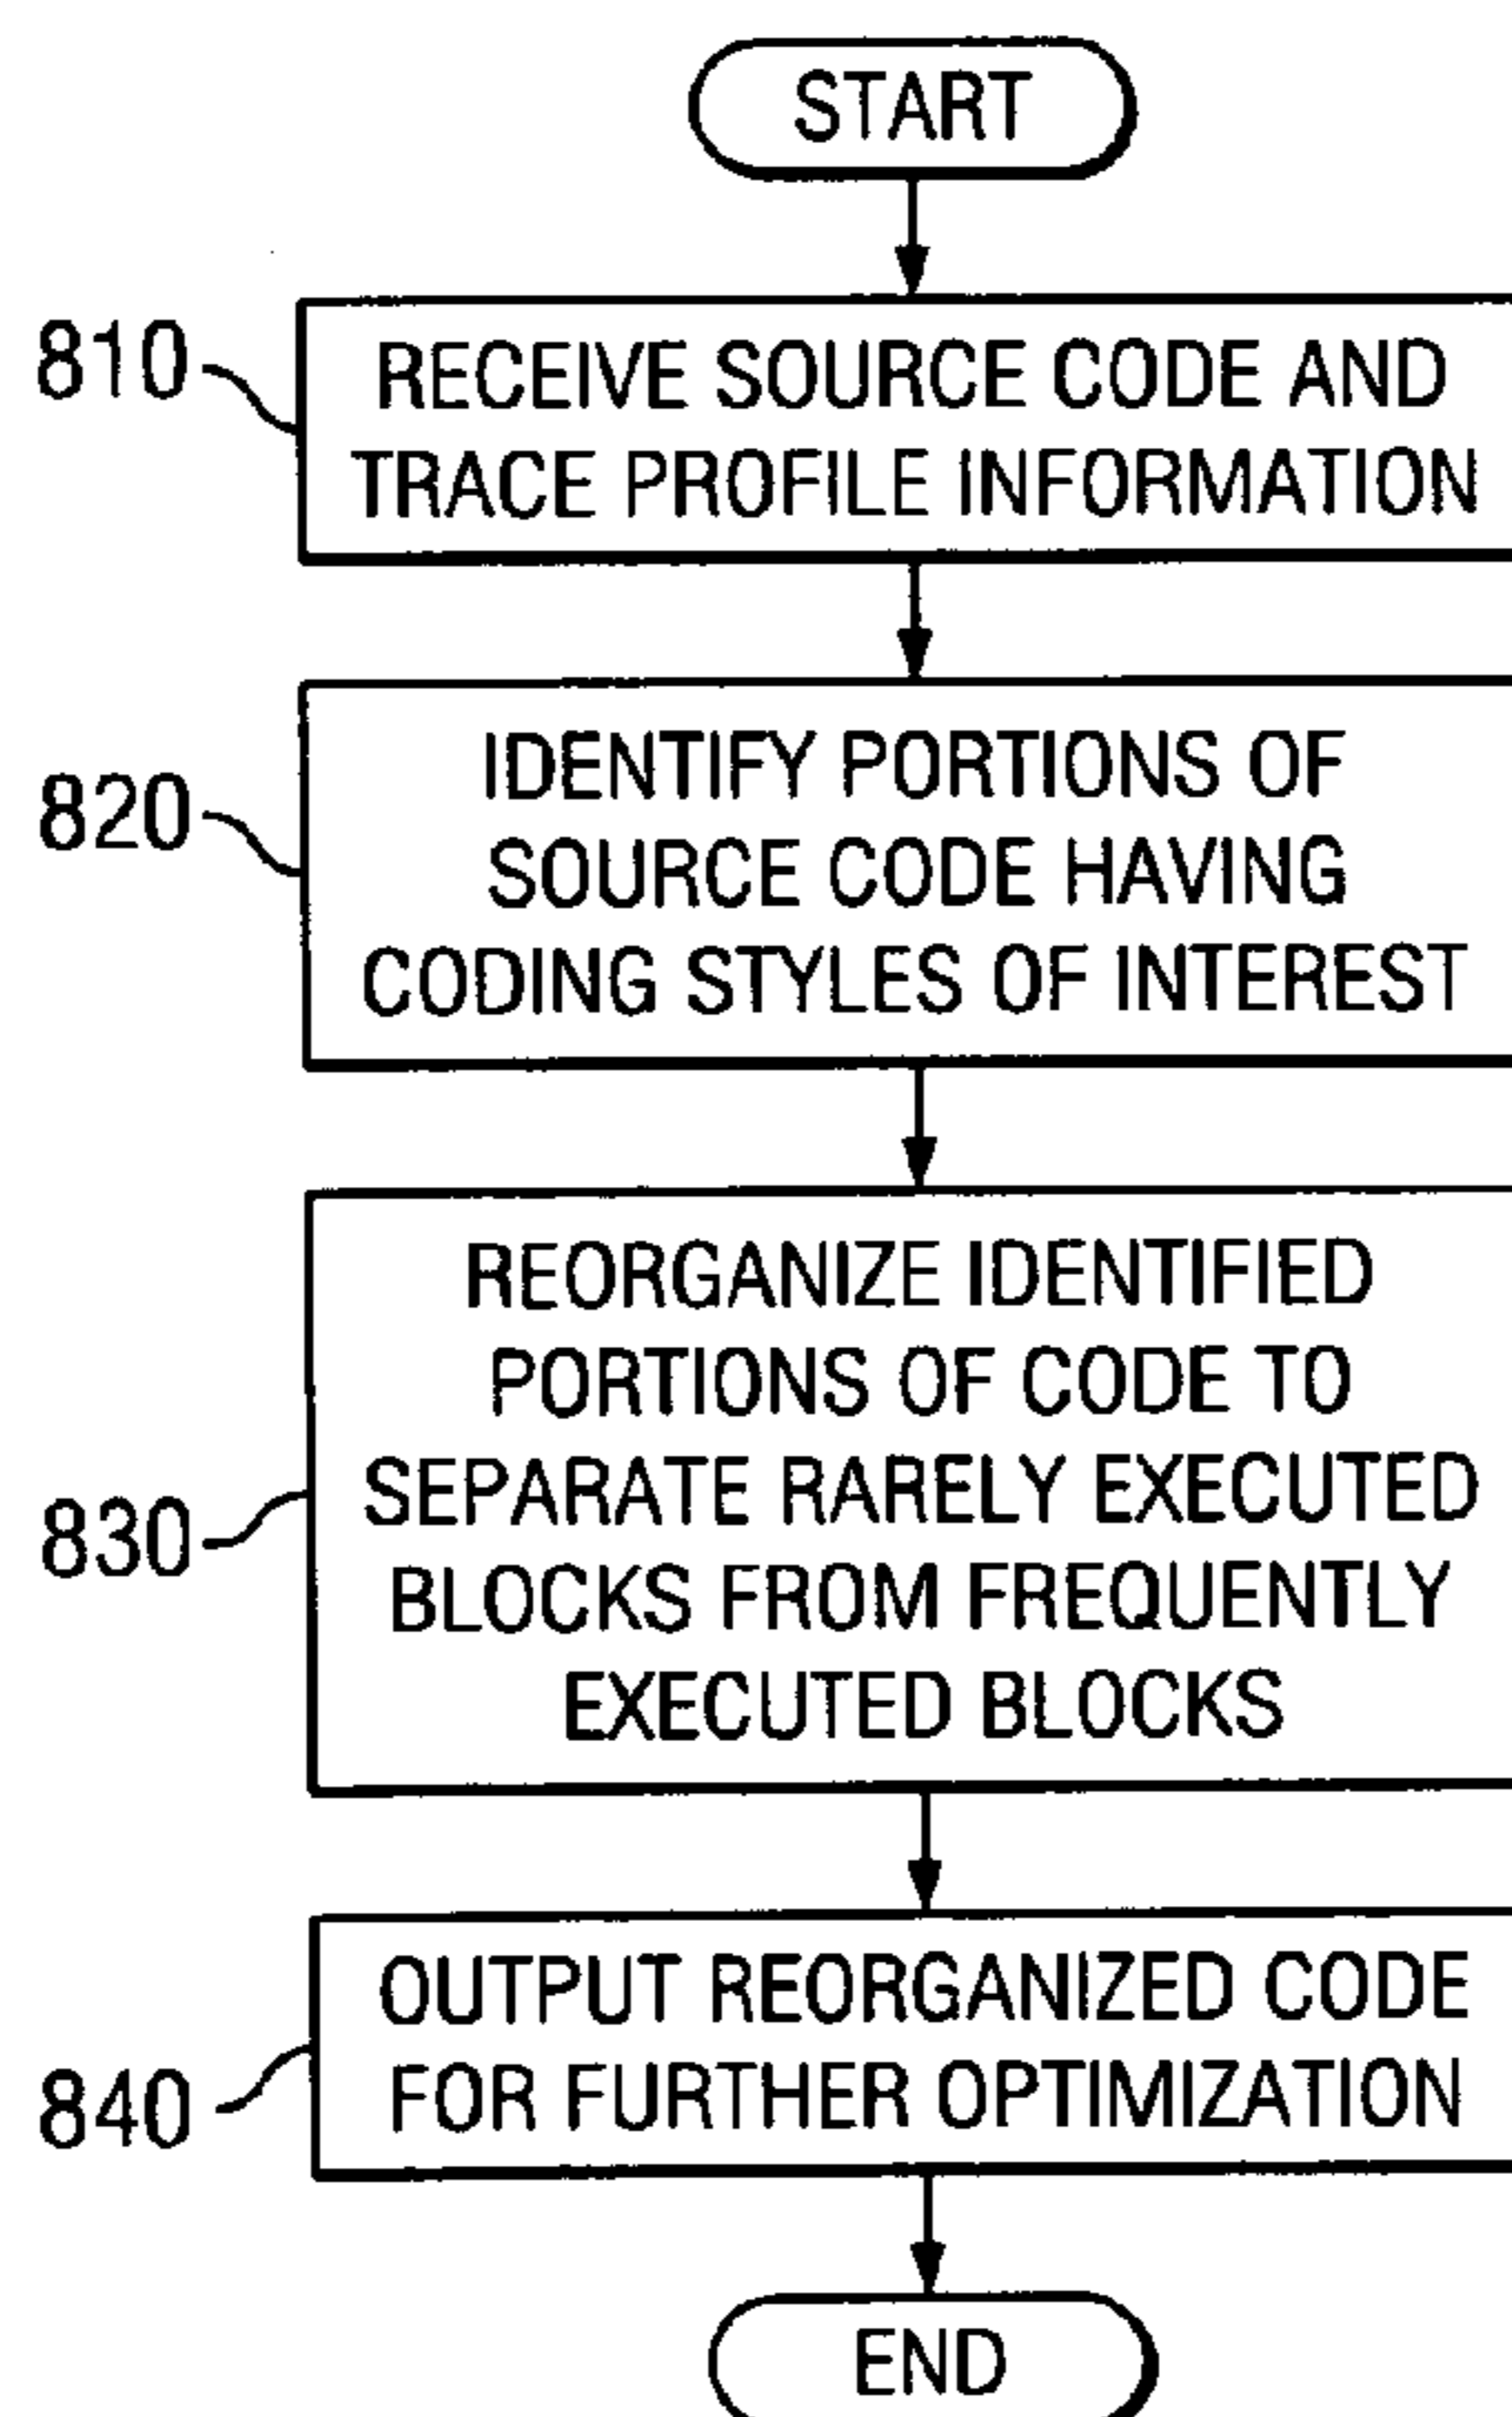 START
810
RECEIVE SOURCE CODE AND
TRACE PROFILE INFORMATION
820
IDENTIFY PORTIONS OF
SOURCE CODE HAVING
CODING STYLES OF INTEREST
830
REORGANIZE IDENTIFIED
PORTIONS OF CODE TO
SEPARATE RARELY EXECUTED
BLOCKS FROM FREQUENTLY
EXECUTED BLOCKS
840
OUTPUT REORGANIZED CODE
FOR FURTHER OPTIMIZATION
END